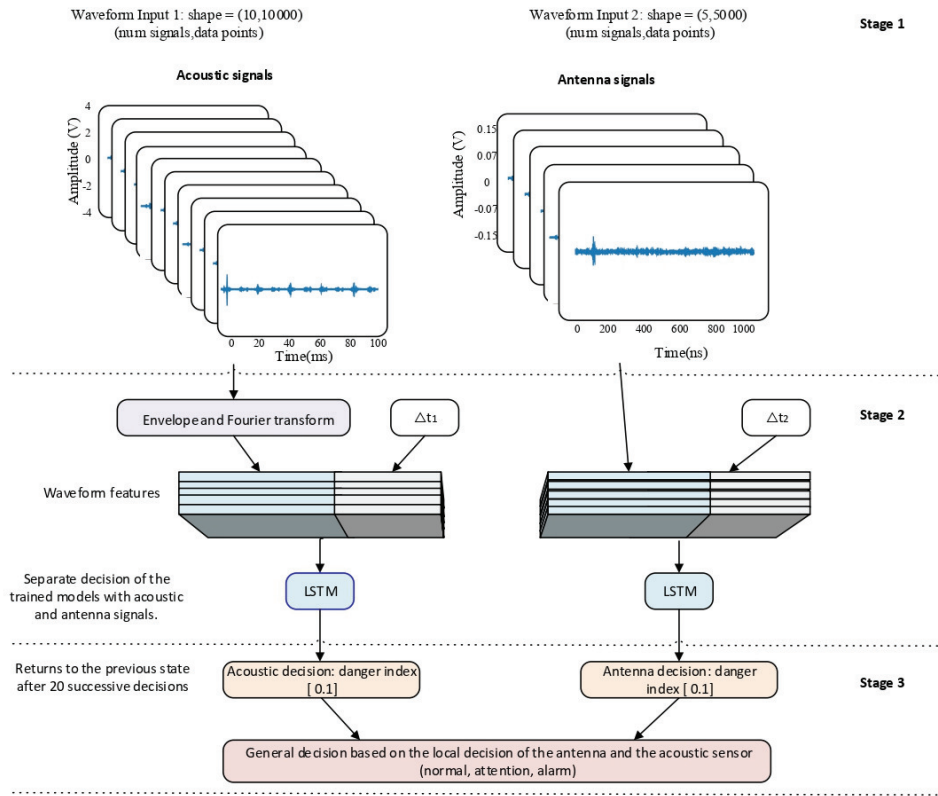 Waveform Input 1: shape = (10,10000)
(num signals,data points)
Waveform Input 2: shape = (5,5000)
(num signals,data points)
Stage 1
Acoustic signals
Antenna signals
Amplitude (V)
4
2
0
-2
-4
0 20 40 60 80 100
Time(ms)
Amplitude (V)
0.15
0.07
0
-0.07
-0.15
0 200 400 600 800 1000
Time(ns)
Stage 2
Envelope and Fourier transform
△t1
△t2
Waveform features
Separate decision of the
trained models with acoustic
and antenna signals.
LSTM
LSTM
Returns to the previous state
after 20 successive decisions
Acoustic decision: danger index
[ 0.1]
Antenna decision: danger
index [ 0.1]
Stage 3
General decision based on the local decision of the antenna and the acoustic sensor
(normal, attention, alarm)